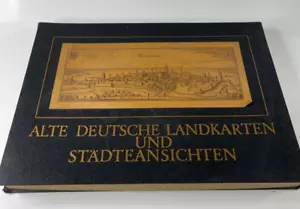 ALTE DEUTSCHE LANDKARTEN
UND
STÄDTEANSICHTEN